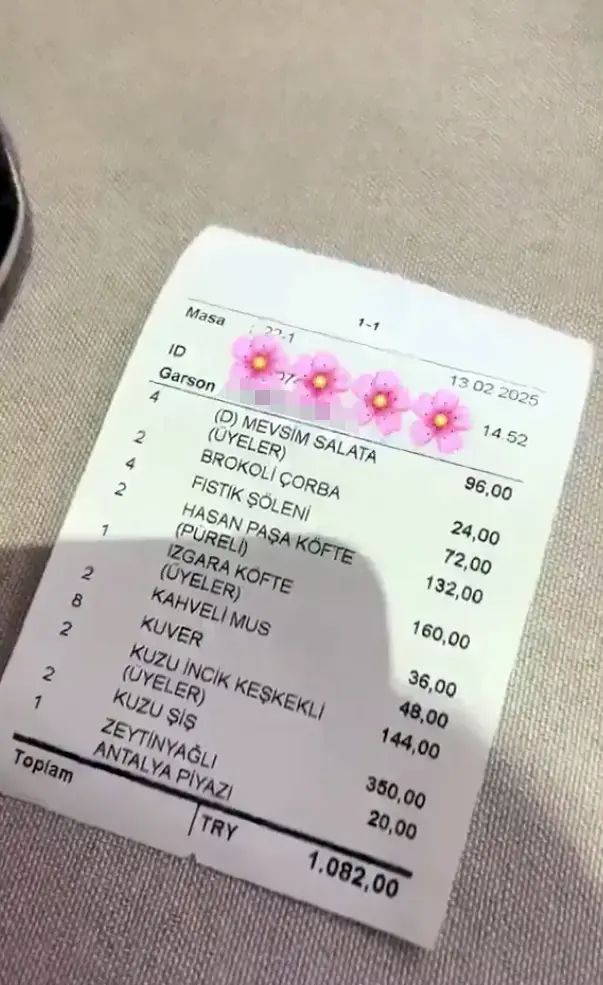 1-1
Masa : 22-1 13 02 2025
ID
Garson 14.52
4 (D) MEVSİM SALATA
(ÜYELER) 96,00
2 BROKOLİ ÇORBA 24,00
4 FISTIK ŞÖLENİ 72,00
2 HASAN PAŞA KÖFTE
(PÜRELİ) 132,00
1 IZGARA KÖFTE
(ÜYELER) 160,00
2 KAHVELİ MUS 36,00
8 KUVER 48,00
2 KUZU İNCİK KEŞKEKLİ
(ÜYELER) 144,00
2 KUZU ŞİŞ 350,00
1 ZEYTİNYAĞLI
ANTALYA PİYAZI 20,00
Toplam TRY 1.082,00